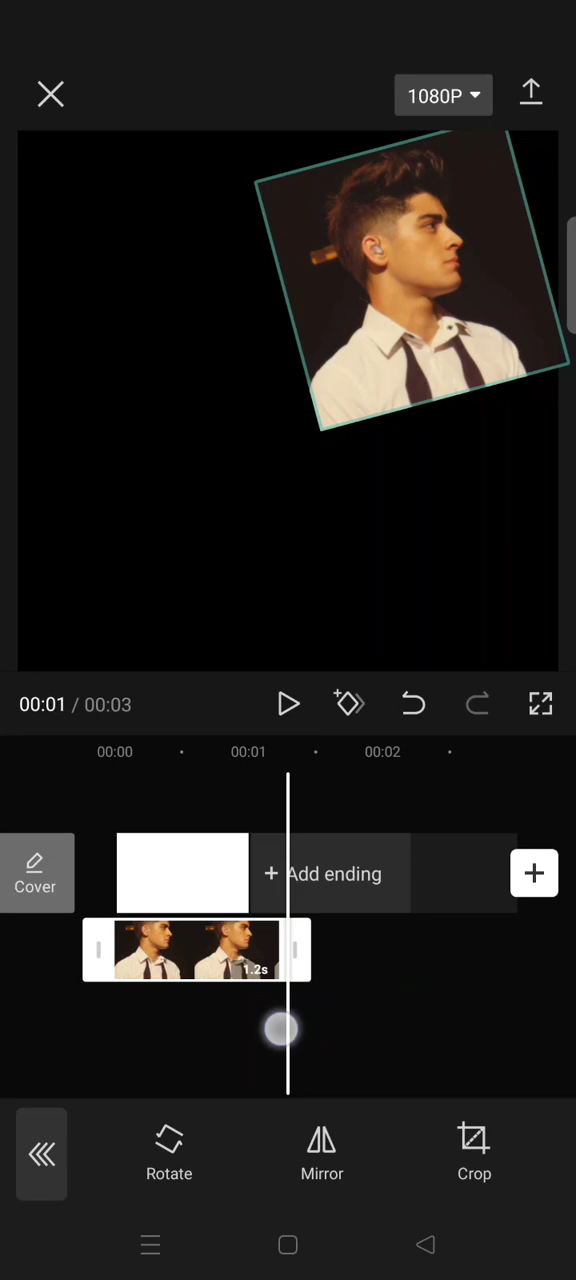 1080P
00:01 / 00:03
00:00 00:01 00:02
Cover
+ Add ending
+
1.2s
Rotate Mirror Crop